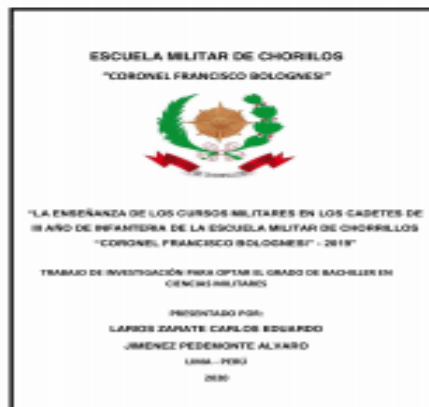 ESCUELA MILITAR DE CHORIILOS
"CORONEL FRANCISCO BOLOGNESI"
"LA ENSEÑANZA DE LOS CURSOS MILITARES EN LOS CADETES DE
III AÑO DE INFANTERIA DE LA ESCUELA MILITAR DE CHORRILLOS
"CORONEL FRANCISCO BOLOGNESI" - 2019"
TRABAJO DE INVESTIGACIÓN PARA OPTAR EL GRADO DE BACHILLER EN
CIENCIAS MILITARES
PRESENTADO POR:
LARIOS ZARATE CARLOS EDUARDO
JIMENEZ PEDEMONTE ALVARO
LIMA - PERÚ
2020